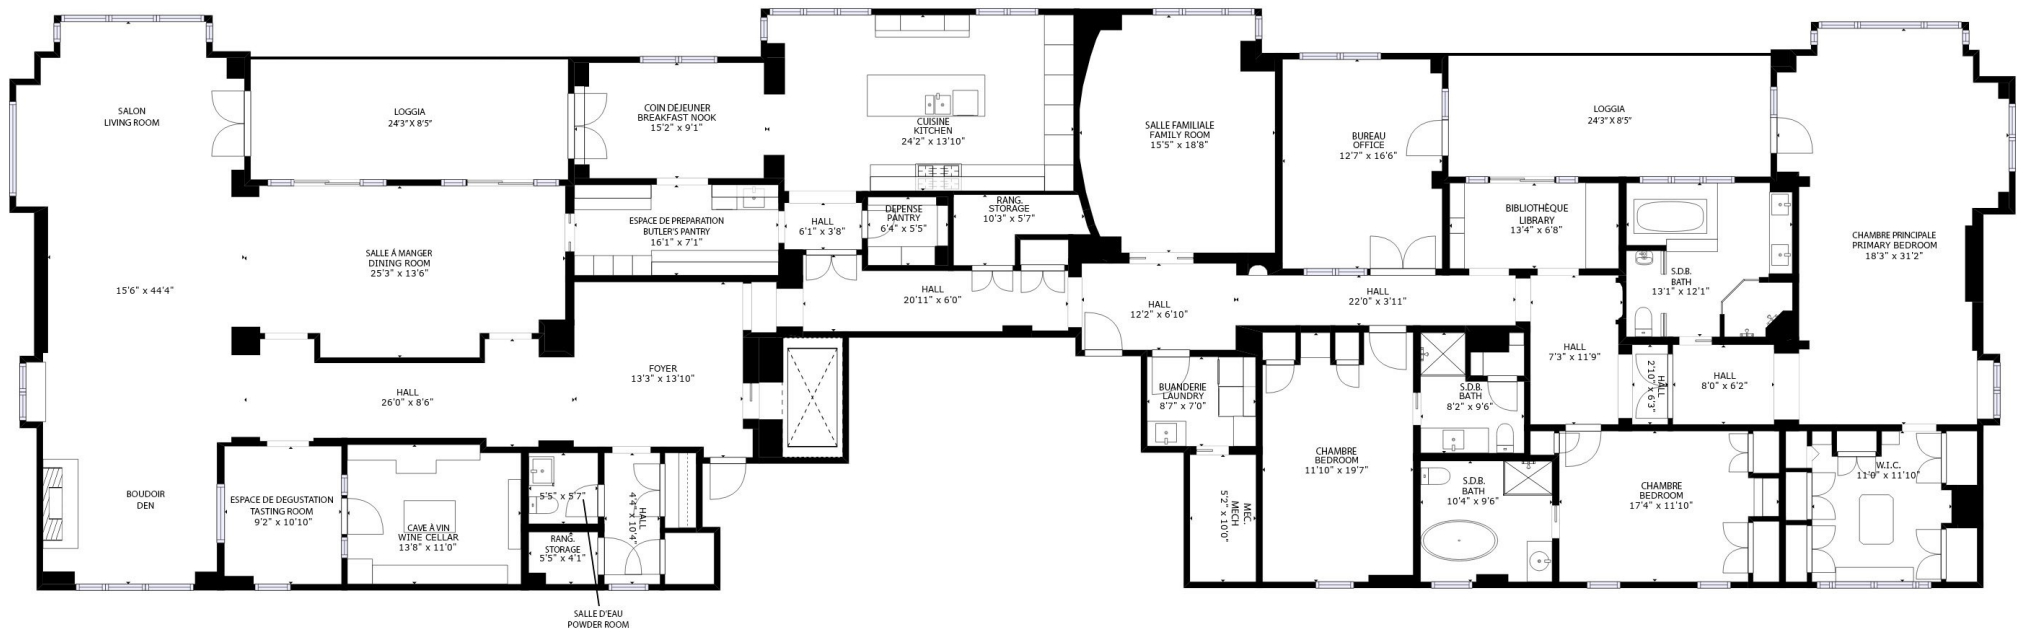 SALON
LIVING ROOM
LOGGIA
24'3" X 8'5"
COIN DÉJEUNER
BREAKFAST NOOK
15'2" x 9'1"
CUISINE
KITCHEN
24'2" x 13'10"
SALLE FAMILIALE
FAMILY ROOM
15'5" x 18'8"
BUREAU
OFFICE
12'7" x 16'6"
LOGGIA
24'3" X 8'5"
CHAMBRE PRINCIPALE
PRIMARY BEDROOM
18'3" x 31'2"
15'6" x 44'4"
SALLE À MANGER
DINING ROOM
25'3" x 13'6"
ESPACE DE PREPARATION
BUTLER'S PANTRY
16'1" x 7'1"
HALL
6'1" x 3'8"
DEPENSE
PANTRY
6'4" x 5'5"
RANG.
STORAGE
10'3" x 5'7"
BIBLIOTHÈQUE
LIBRARY
13'4" x 6'8"
S.D.B.
BATH
13'1" x 12'1"
HALL
20'11" x 6'0"
HALL
12'2" x 6'10"
HALL
22'0" x 3'11"
HALL
7'3" x 11'9"
HALL
2'10" x 6'3"
HALL
8'0" x 6'2"
HALL
26'0" x 8'6"
FOYER
13'3" x 13'10"
BUANDERIE
LAUNDRY
8'7" x 7'0"
S.D.B.
BATH
8'2" x 9'6"
BOUDOIR
DEN
ESPACE DE DEGUSTATION
TASTING ROOM
9'2" x 10'10"
CAVE À VIN
WINE CELLAR
13'8" x 11'0"
5'5" x 5'7"
RANG.
STORAGE
5'5" x 4'1"
HALL
4'4" x 10'4"
SALLE D'EAU
POWDER ROOM
MEC.
MECH
5'2" x 10'0"
CHAMBRE
BEDROOM
11'10" x 19'7"
S.D.B.
BATH
10'4" x 9'6"
CHAMBRE
BEDROOM
17'4" x 11'10"
W.I.C.
11'0" x 11'10"